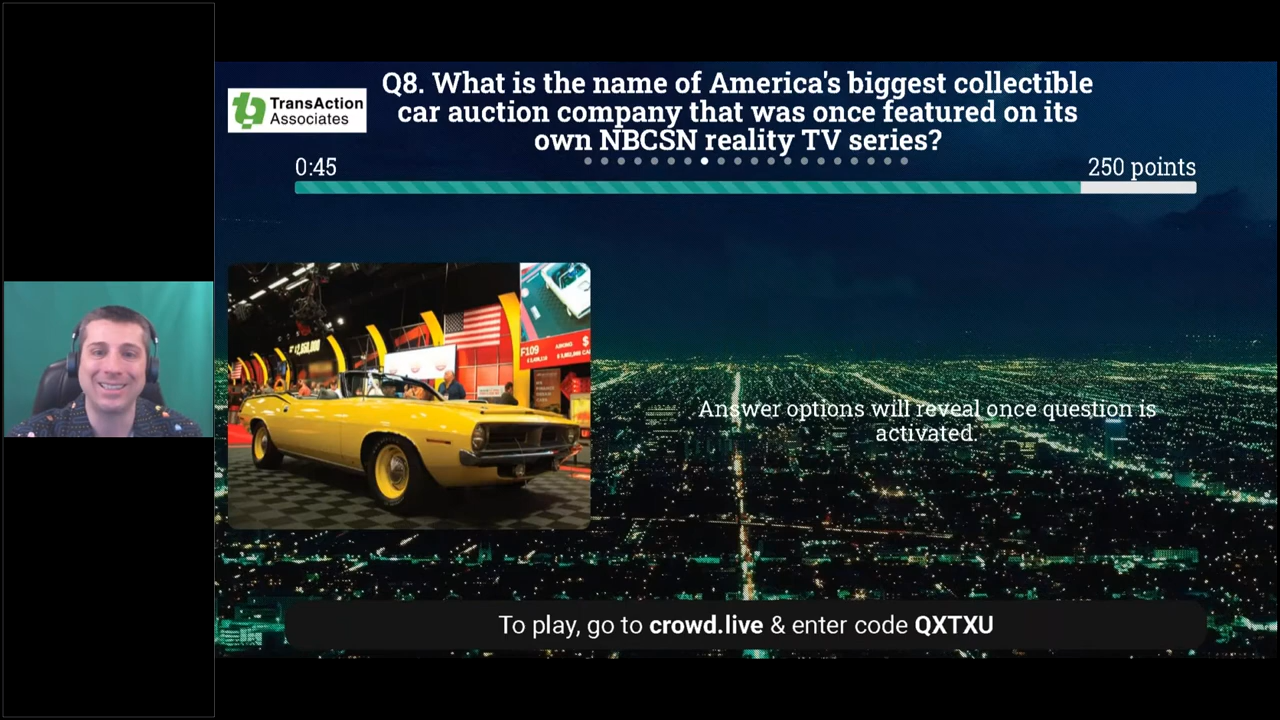 Q8. What is the name of America's biggest collectible
car auction company that was once featured on its
own NBCSN reality TV series?
TransAction
Associates
0:45
250 points
F109
Answer options will reveal once question is
activated.
To play, go to crowd.live & enter code QXTXU